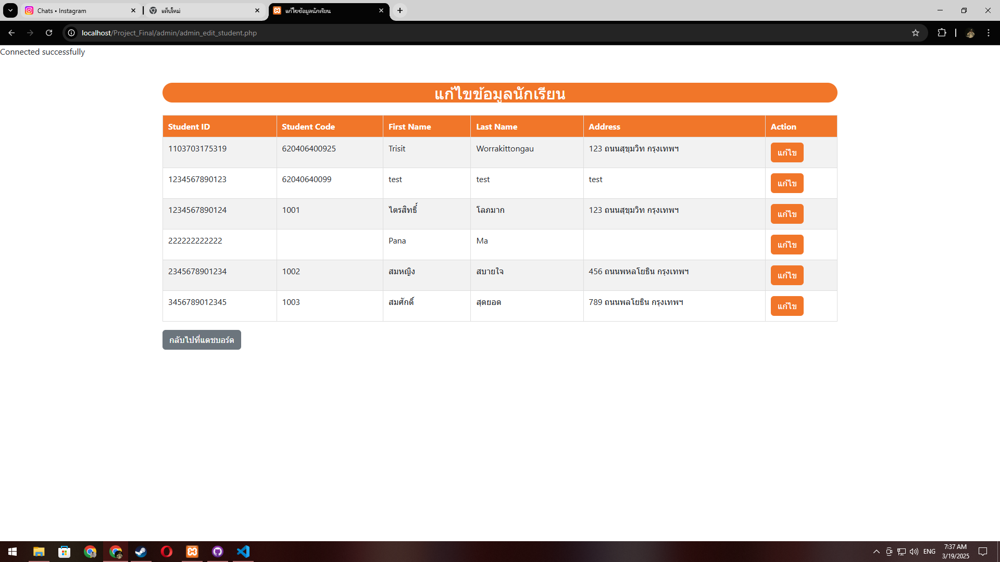 Chats • Instagram
แท็บใหม่
แก้ไขข้อมูลนักเรียน
localhost/Project_Final/admin/admin_edit_student.php
Connected successfully
แก้ไขข้อมูลนักเรียน
Student ID Student Code First Name Last Name Address Action
1103703175319 620406400925 Trisit Worrakittongau 123 ถนนสุขุมวิท กรุงเทพฯ แก้ไข
1234567890123 62040640099 test test test แก้ไข
1234567890124 1001 ไตรสิทธิ์ โลภมาก 123 ถนนสุขุมวิท กรุงเทพฯ แก้ไข
222222222222 Pana Ma แก้ไข
2345678901234 1002 สมหญิง สบายใจ 456 ถนนพหลโยธิน กรุงเทพฯ แก้ไข
3456789012345 1003 สมศักดิ์ สุดยอด 789 ถนนพลโยธิน กรุงเทพฯ แก้ไข
กลับไปที่แดชบอร์ด
ENG
7:37 AM
3/19/2025